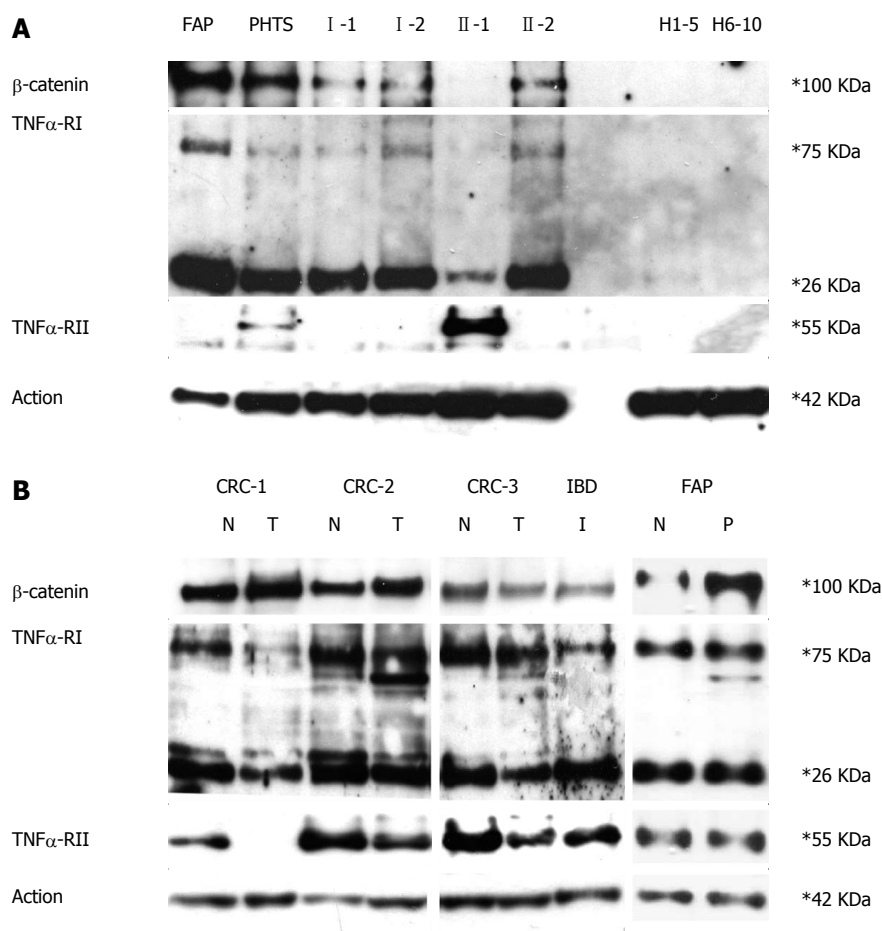 A
FAP PHTS Ⅰ-1 Ⅰ-2 Ⅱ-1 Ⅱ-2 H1-5 H6-10
β-catenin *100 KDa
TNFα-RI *75 KDa
*26 KDa
TNFα-RII *55 KDa
Action *42 KDa
B
CRC-1 CRC-2 CRC-3 IBD FAP
N T N T N T I N P
β-catenin *100 KDa
TNFα-RI *75 KDa
*26 KDa
TNFα-RII *55 KDa
Action *42 KDa